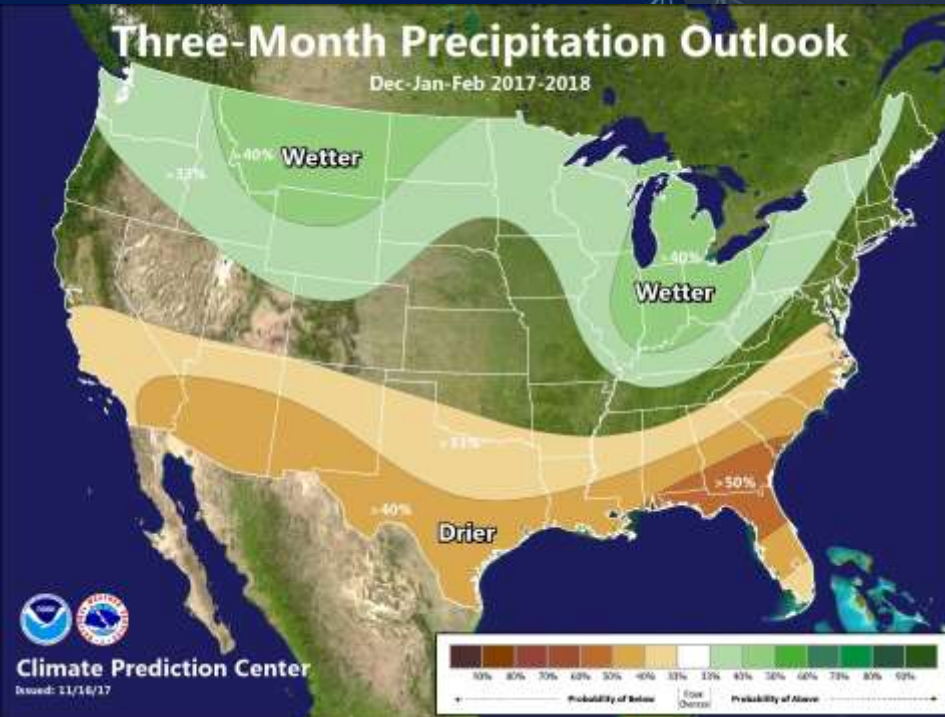 Three-Month Precipitation Outlook
Dec-Jan-Feb 2017-2018
>40% Wetter
>33%
>40%
Wetter
>33%
>50%
>40%
Drier
Climate Prediction Center
Issued: 11/16/17
90% 80% 70% 60% 50% 40% 33% 33% 40% 50% 60% 70% 80% 90%
Probability of Below Equal Chances Probability of Above